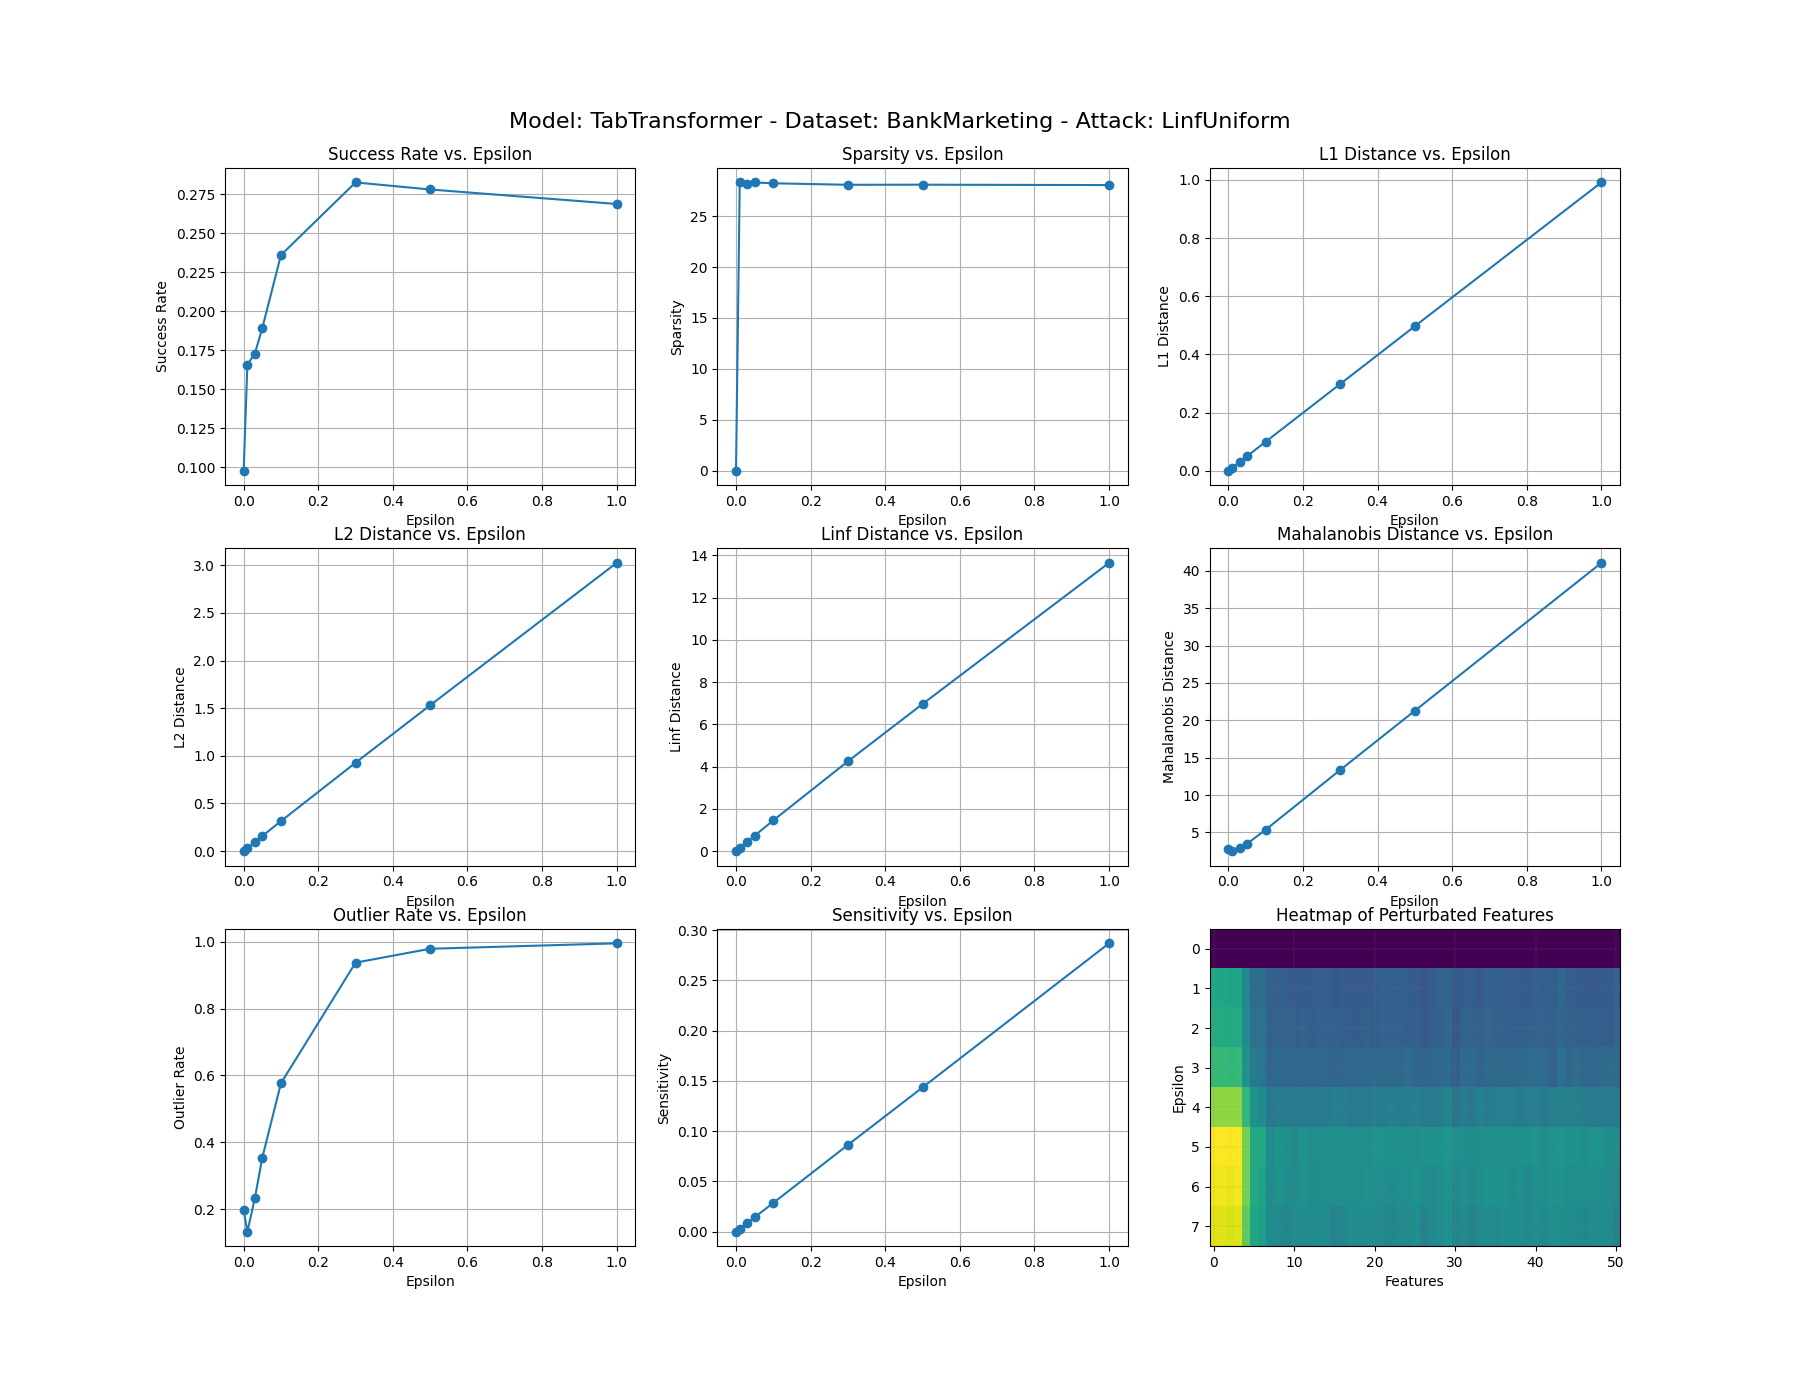 Model: TabTransformer - Dataset: BankMarketing - Attack: LinfUniform
Success Rate vs. Epsilon
Success Rate
0.275
0.250
0.225
0.200
0.175
0.150
0.125
0.100
0.0 0.2 0.4 0.6 0.8 1.0
Epsilon
Sparsity vs. Epsilon
Sparsity
25
20
15
10
5
0
0.0 0.2 0.4 0.6 0.8 1.0
Epsilon
L1 Distance vs. Epsilon
L1 Distance
1.0
0.8
0.6
0.4
0.2
0.0
0.0 0.2 0.4 0.6 0.8 1.0
Epsilon
L2 Distance vs. Epsilon
L2 Distance
3.0
2.5
2.0
1.5
1.0
0.5
0.0
0.0 0.2 0.4 0.6 0.8 1.0
Epsilon
Linf Distance vs. Epsilon
Linf Distance
14
12
10
8
6
4
2
0
0.0 0.2 0.4 0.6 0.8 1.0
Epsilon
Mahalanobis Distance vs. Epsilon
Mahalanobis Distance
40
35
30
25
20
15
10
5
0.0 0.2 0.4 0.6 0.8 1.0
Epsilon
Outlier Rate vs. Epsilon
Outlier Rate
1.0
0.8
0.6
0.4
0.2
0.0 0.2 0.4 0.6 0.8 1.0
Epsilon
Sensitivity vs. Epsilon
Sensitivity
0.30
0.25
0.20
0.15
0.10
0.05
0.00
0.0 0.2 0.4 0.6 0.8 1.0
Epsilon
Heatmap of Perturbated Features
Epsilon
0
1
2
3
4
5
6
7
0 10 20 30 40 50
Features